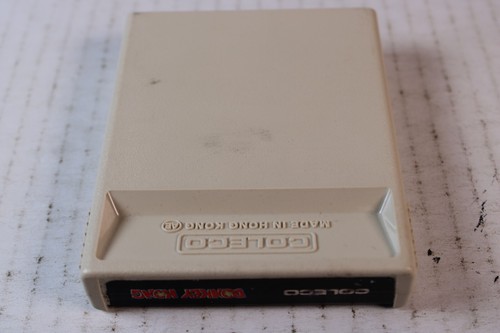 COLECO DONKEY KONG
COLECO
MADE IN HONG KONG